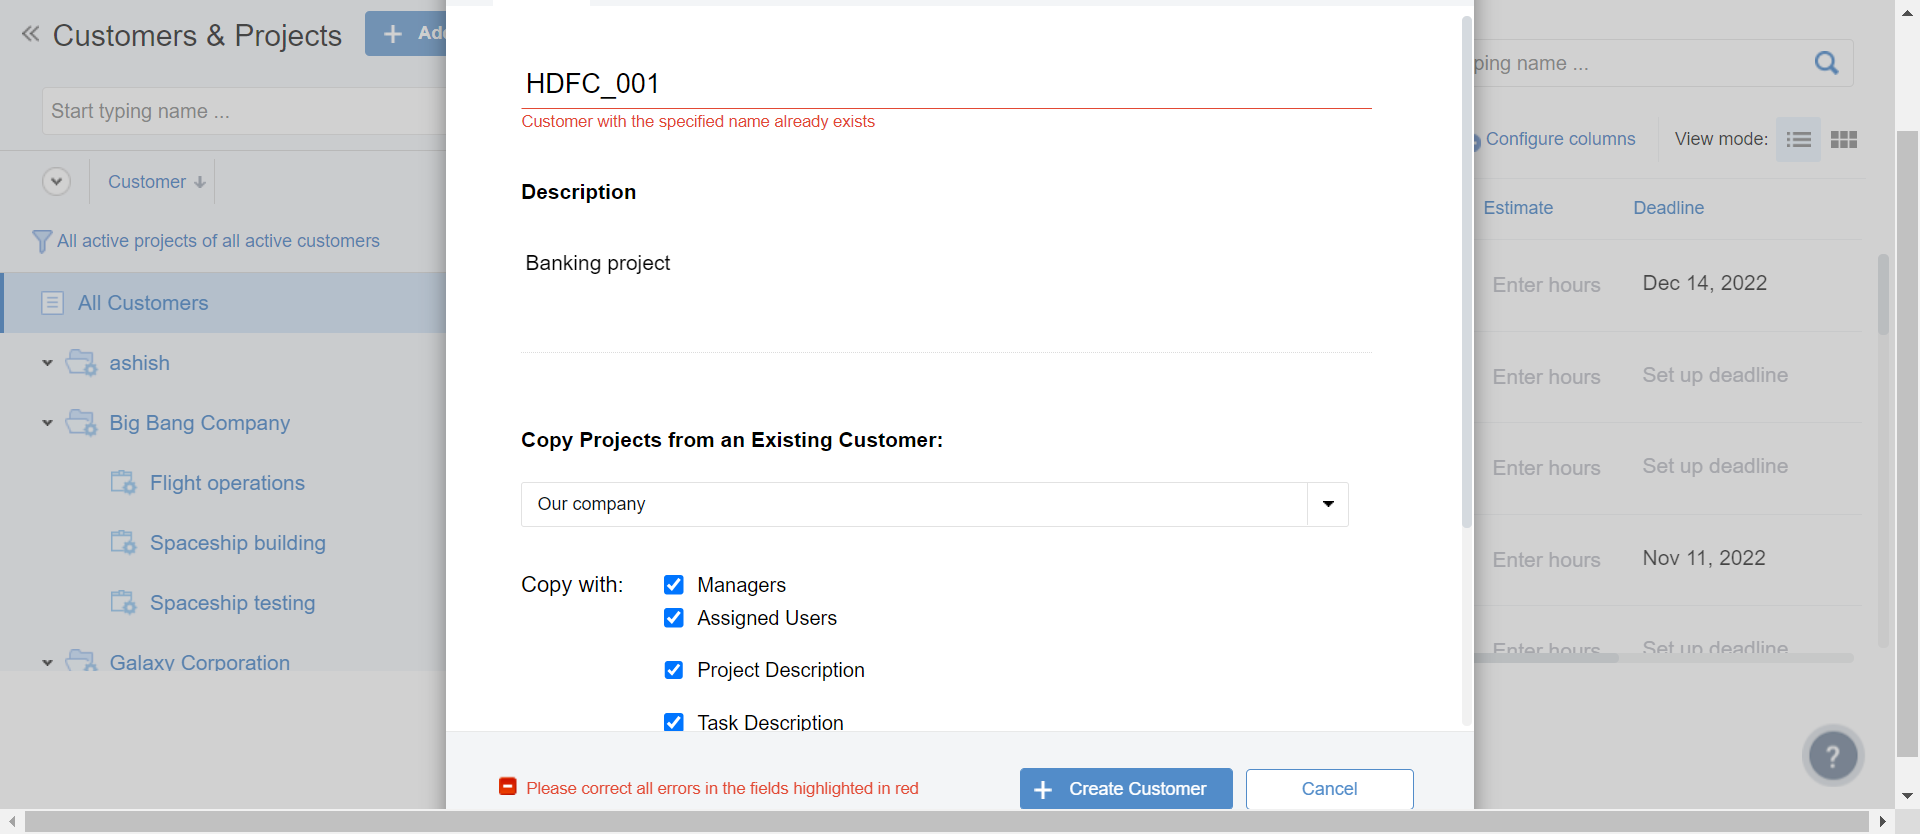 Customers & Projects
Add
Start typing name ...
Customer
All active projects of all active customers
All Customers
ashish
Big Bang Company
Flight operations
Spaceship building
Spaceship testing
Galaxy Corporation
HDFC_001
Customer with the specified name already exists
Description
Banking project
Copy Projects from an Existing Customer:
Our company
Copy with:
Managers
Assigned Users
Project Description
Task Description
Please correct all errors in the fields highlighted in red
Create Customer
Cancel
ping name ...
Configure columns
View mode:
Estimate
Deadline
Enter hours
Dec 14, 2022
Enter hours
Set up deadline
Enter hours
Set up deadline
Enter hours
Nov 11, 2022
Enter hours
Set up deadline
?